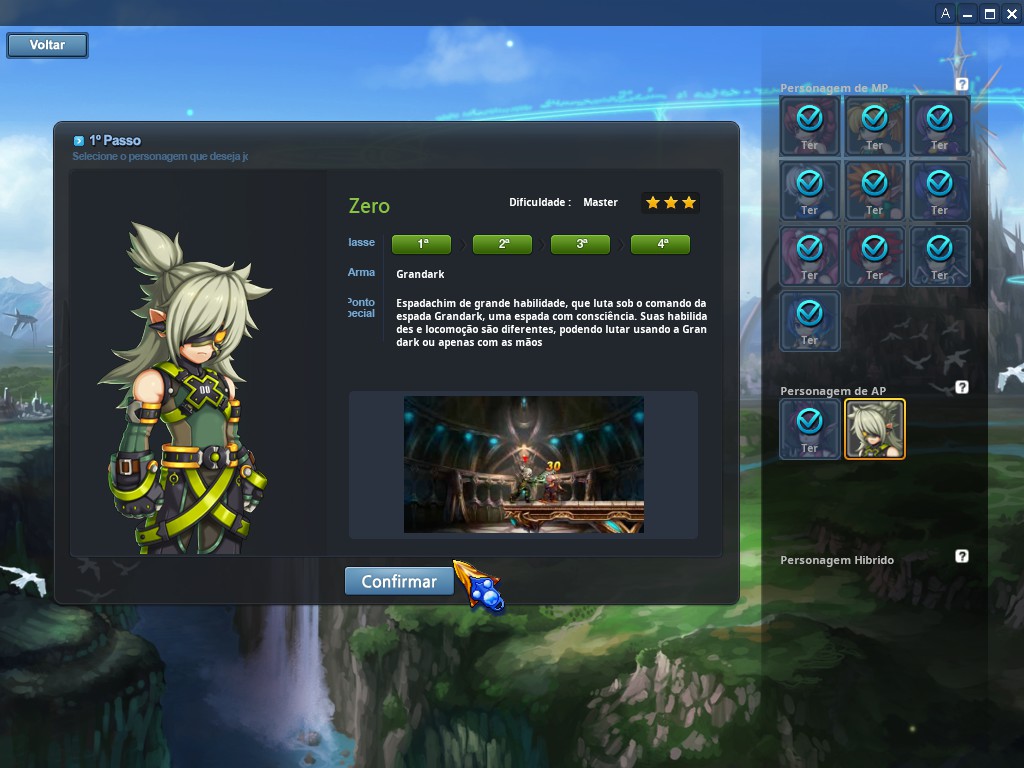 A
Voltar
1º Passo
Selecione o personagem que deseja jc
Zero
Dificuldade : Master
lasse
1ª 2ª 3ª 4ª
Arma
Grandark
Ponto
pecial
Espadachim de grande habilidade, que luta sob o comando da
espada Grandark, uma espada com consciência. Suas habilida
des e locomoção são diferentes, podendo lutar usando a Gran
dark ou apenas com as mãos
30
Confirmar
Personagem de MP
?
Ter Ter Ter
Ter Ter Ter
Ter Ter Ter
Ter
Personagem de AP
?
Ter
Personagem Hibrido
?